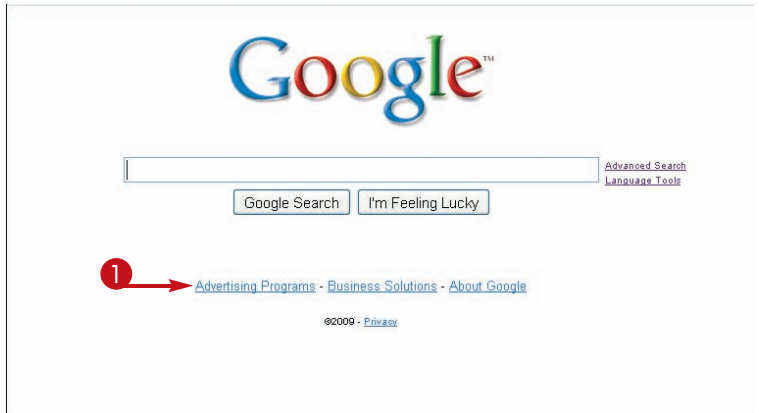 Google™
Advanced Search
Language Tools
Google Search I'm Feeling Lucky
1
Advertising Programs - Business Solutions - About Google
©2009 - Privacy